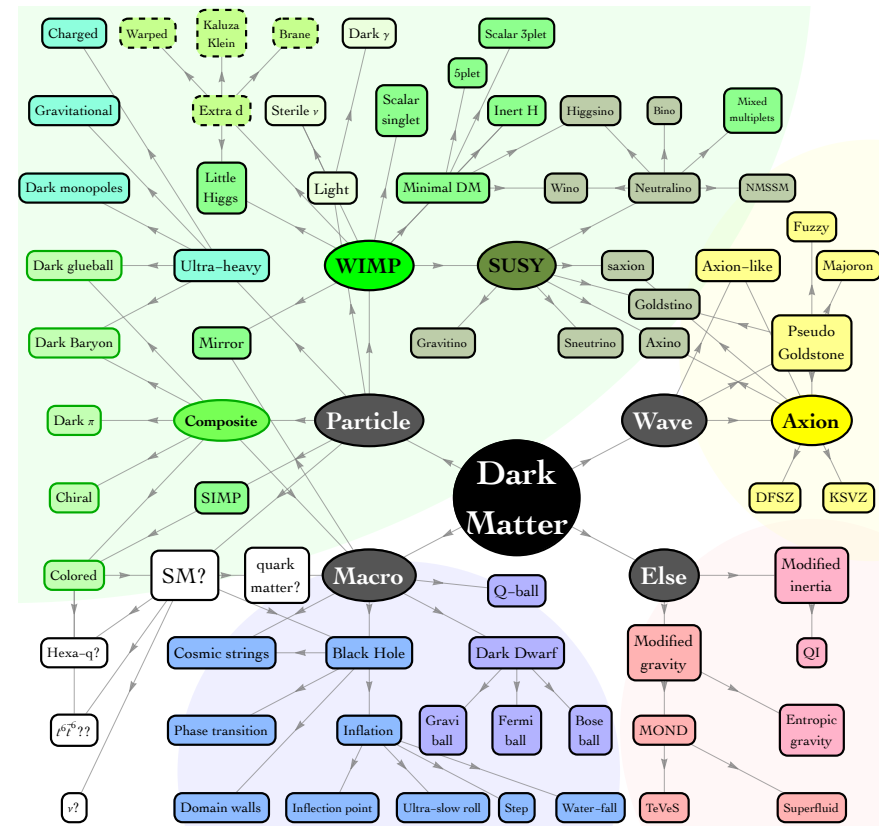 Charged
Warped
Kaluza
Klein
Brane
Dark γ
Scalar 3plet
5plet
Gravitational
Extra d
Sterile ν
Scalar
singlet
Inert H
Higgsino
Bino
Mixed
multiplets
Dark monopoles
Little
Higgs
Light
Minimal DM
Wino
Neutralino
NMSSM
Fuzzy
Dark glueball
Ultra-heavy
WIMP
SUSY
saxion
Axion-like
Majoron
Goldstino
Dark Baryon
Mirror
Gravitino
Sneutrino
Axino
Pseudo
Goldstone
Dark π
Composite
Particle
Wave
Axion
Dark
Matter
Chiral
SIMP
DFSZ
KSVZ
Colored
SM?
quark
matter?
Macro
Q-ball
Else
Modified
inertia
Hexa-q?
Cosmic strings
Black Hole
Dark Dwarf
Modified
gravity
QI
t⁶t̄⁶??
Phase transition
Inflation
Gravi
ball
Fermi
ball
Bose
ball
MOND
Entropic
gravity
ν?
Domain walls
Inflection point
Ultra-slow roll
Step
Water-fall
TeVeS
Superfluid